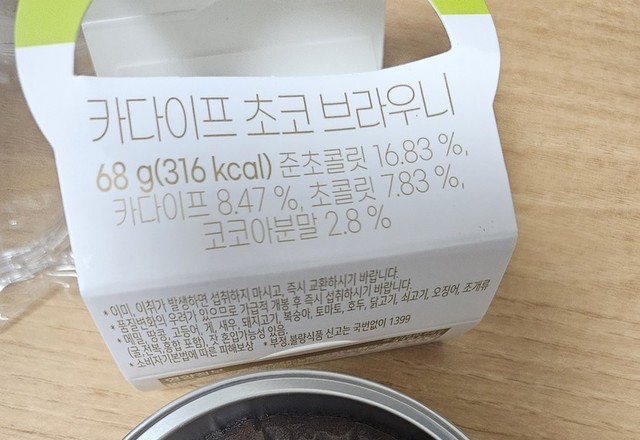 카다이프 초코 브라우니
68 g(316 kcal) 준초콜릿 16.83 %,
카다이프 8.47 %, 초콜릿 7.83 %,
코코아분말 2.8 %
• 이미, 이취가 발생하면 섭취하지 마시고, 즉시 교환하시기 바랍니다.
• 품질변화의 우려가 있으므로 가급적 개봉 후 즉시 섭취하시기 바랍니다.
• 메밀, 땅콩, 고등어, 게, 새우, 돼지고기, 복숭아, 토마토, 호두, 닭고기, 쇠고기, 오징어, 조개류
(굴, 전복, 홍합 포함), 잣 혼입가능성 있음.
• 소비자기본법에 따른 피해보상 • 부정,불량식품 신고는 국번없이 1399